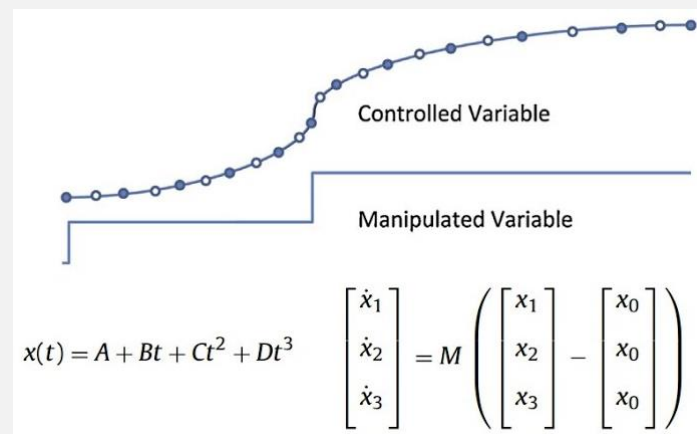 Controlled Variable
Manipulated Variable
x(t) = A + Bt + Ct² + Dt³
[ẋ₁ ẋ₂ ẋ₃] = M ([x₁ x₂ x₃] − [x₀ x₀ x₀])